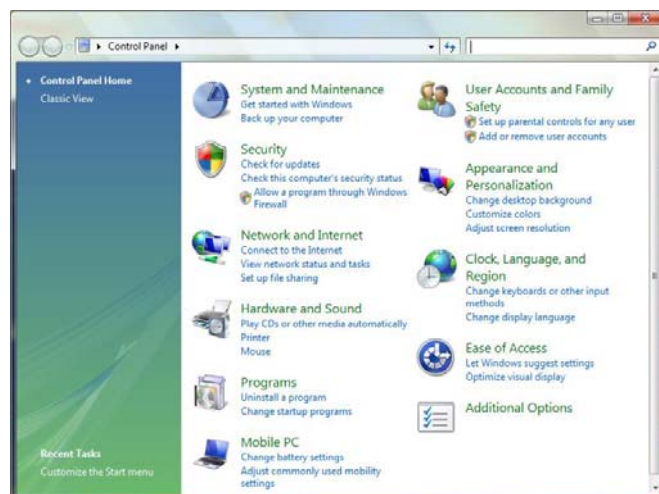 Control Panel
Control Panel Home
Classic View
Recent Tasks
Customize the Start menu
System and Maintenance
Get started with Windows
Back up your computer
Security
Check for updates
Check this computer's security status
Allow a program through Windows
Firewall
Network and Internet
Connect to the Internet
View network status and tasks
Set up file sharing
Hardware and Sound
Play CDs or other media automatically
Printer
Mouse
Programs
Uninstall a program
Change startup programs
Mobile PC
Change battery settings
Adjust commonly used mobility
settings
User Accounts and Family
Safety
Set up parental controls for any user
Add or remove user accounts
Appearance and
Personalization
Change desktop background
Customize colors
Adjust screen resolution
Clock, Language, and
Region
Change keyboards or other input
methods
Change display language
Ease of Access
Let Windows suggest settings
Optimize visual display
Additional Options